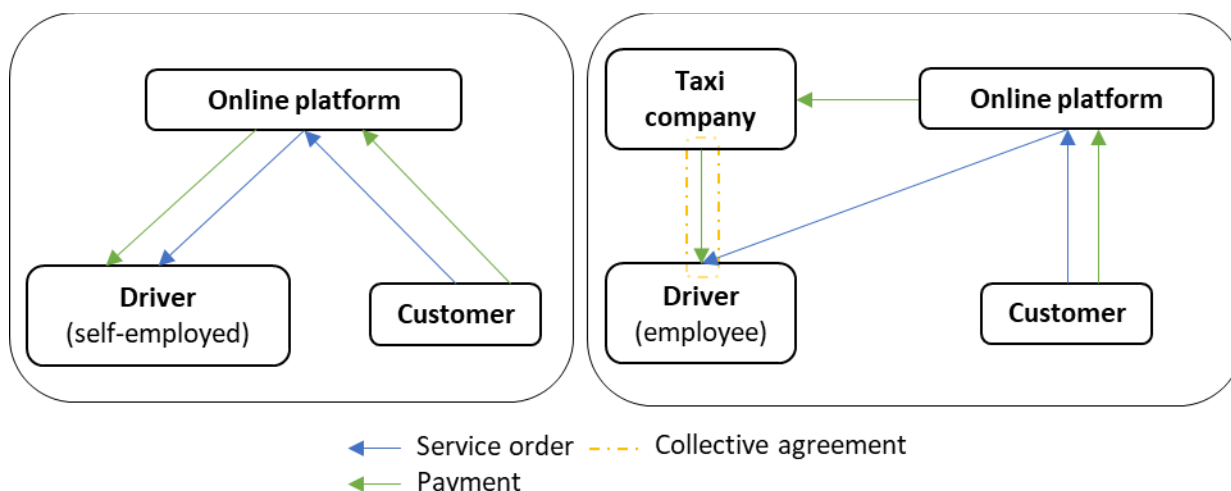 Online platform
Driver
(self-employed)
Customer
Taxi
company
Online platform
Driver
(employee)
Customer
Service order
Collective agreement
Payment